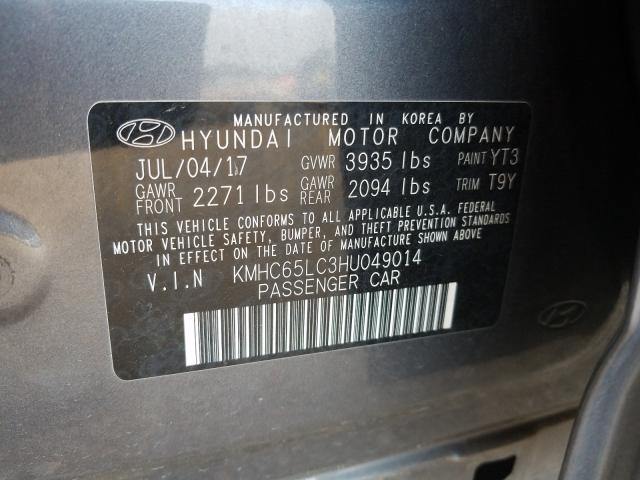 MANUFACTURED IN KOREA BY
HYUNDAI MOTOR COMPANY
JUL/04/17 GVWR 3935 lbs PAINT YT3
GAWR FRONT 2271 lbs GAWR REAR 2094 lbs TRIM T9Y
THIS VEHICLE CONFORMS TO ALL APPLICABLE U.S.A. FEDERAL
MOTOR VEHICLE SAFETY, BUMPER, AND THEFT PREVENTION STANDARDS
IN EFFECT ON THE DATE OF MANUFACTURE SHOWN ABOVE
V.I.N KMHC65LC3HU049014
PASSENGER CAR